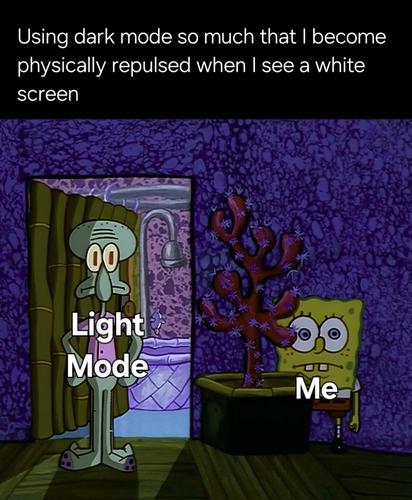 Using dark mode so much that I become
physically repulsed when I see a white
screen
Light
Mode
Me